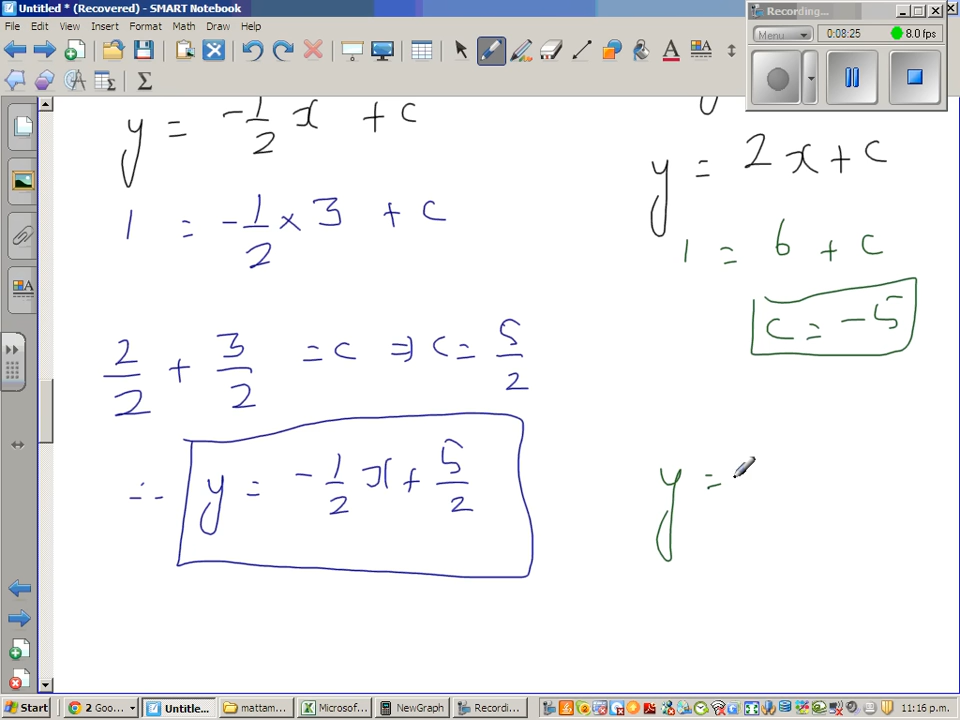 Untitled * (Recovered) - SMART Notebook
File Edit View Insert Format Math Draw Help
Recording...
Menu
0:08:25
8.0 fps
y = -1/2 x + c
1 = -1/2 × 3 + c
2/2 + 3/2 = c ⇒ c = 5/2
∴ y = -1/2 x + 5/2
y = 2x + c
1 = 6 + c
c = -5
y =
Start
2 Goo...
Untitle...
mattam...
Microsof...
NewGraph
Recordi...
11:16 p.m.